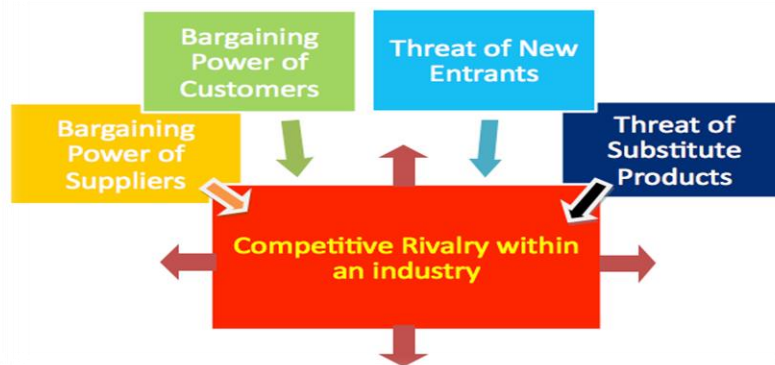 Bargaining
Power of
Customers
Threat of New
Entrants
Bargaining
Power of
Suppliers
Threat of
Substitute
Products
Competitive Rivalry within
an industry